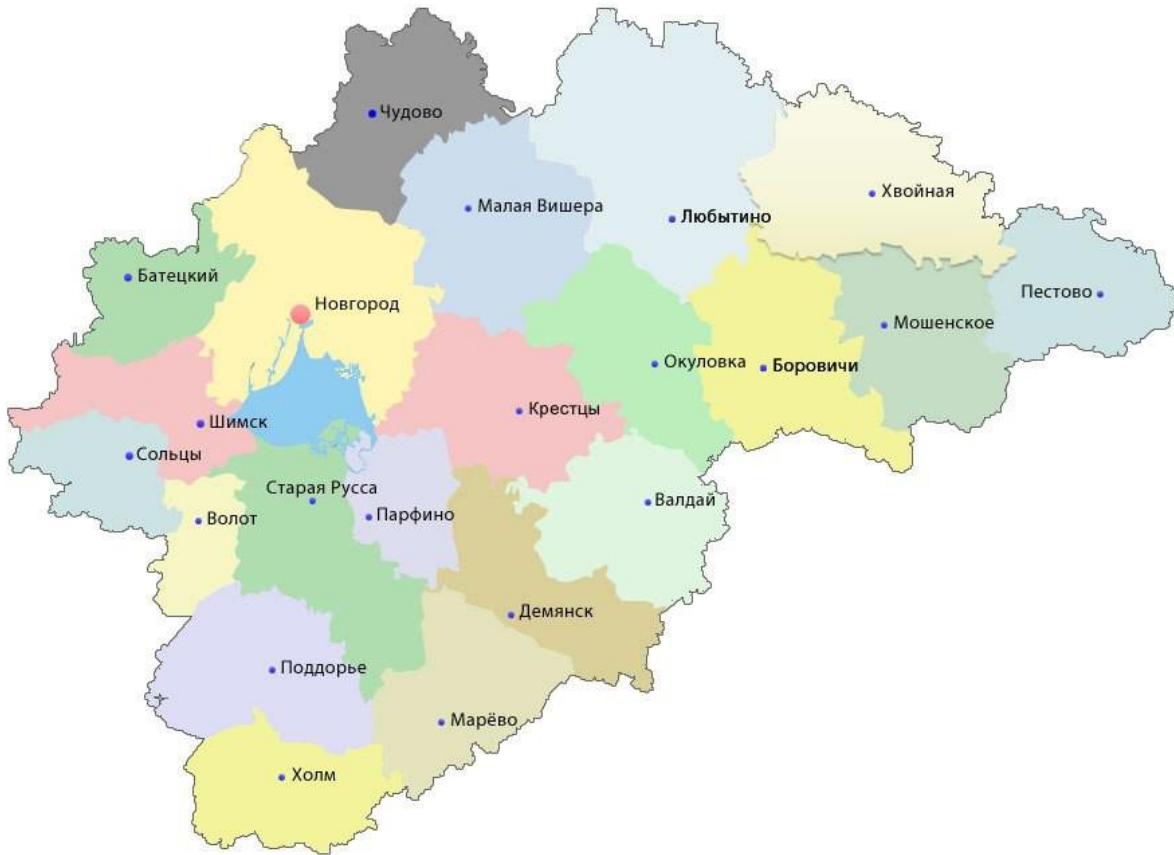 Чудово
Хвойная
Малая Вишера
Любытино
Батецкий
Пестово
Новгород
Мошенское
Окуловка
Боровичи
Крестцы
Шимск
Сольцы
Старая Русса
Валдай
Парфино
Волот
Демянск
Поддорье
Марёво
Холм